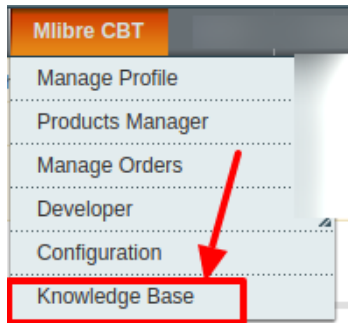 Mlibre CBT
Manage Profile
Products Manager
Manage Orders
Developer
Configuration
Knowledge Base